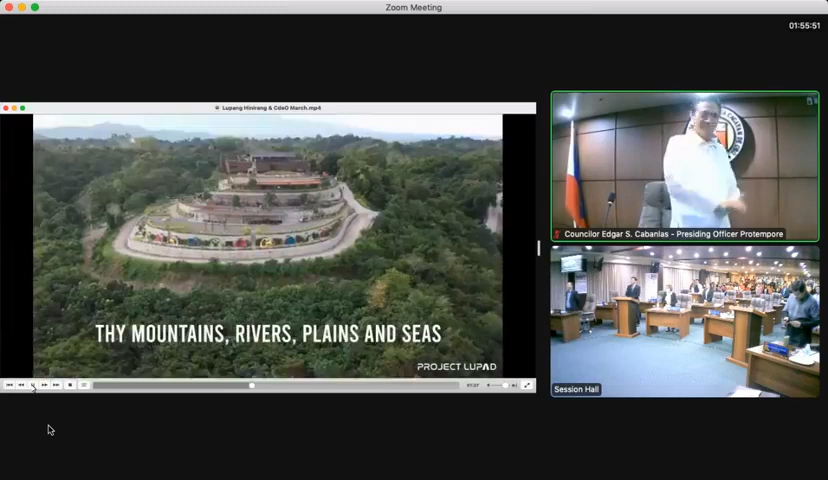 Zoom Meeting
01:55:51
Lupang Hinirang & CdeO March.mp4
THY MOUNTAINS, RIVERS, PLAINS AND SEAS
PROJECT LUPAD
Councilor Edgar S. Cabanlas - Presiding Officer Protempore
Session Hall